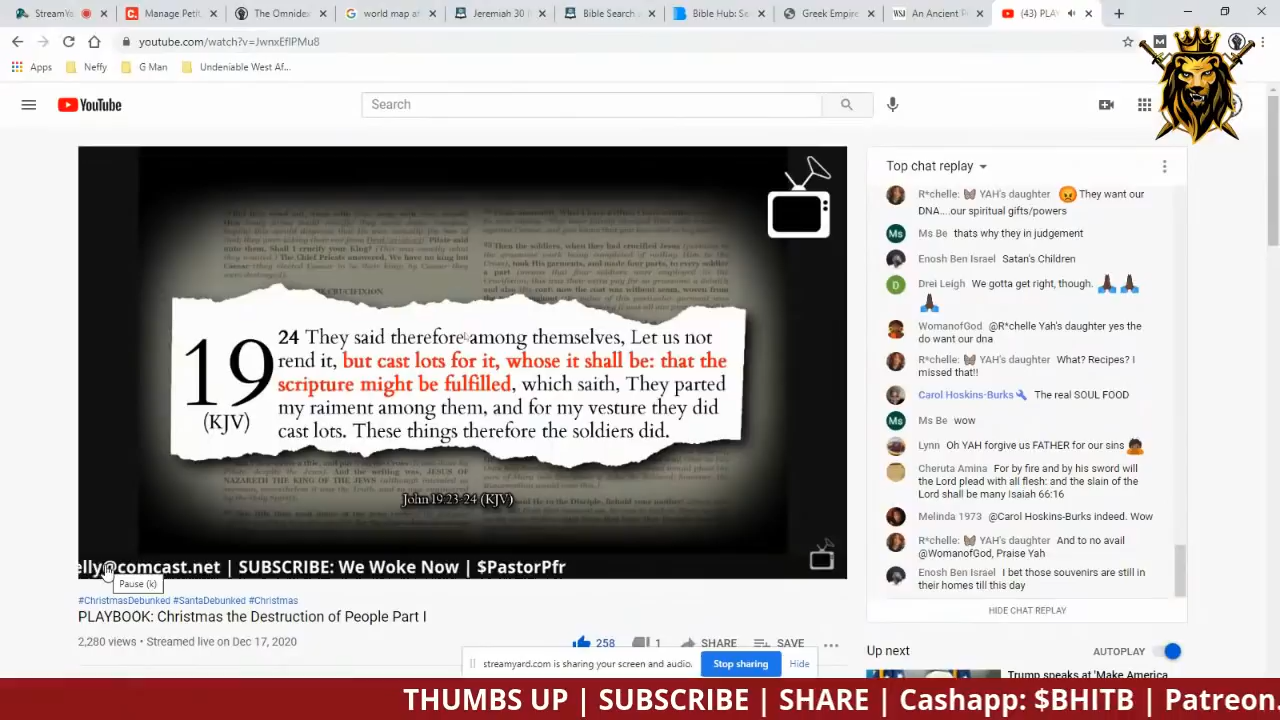 StreamY
Manage Petit
The Omnide
world map a
Jeremiah 30
Bible Search
Bible Hub: S
Greek Empire
An Ancient P
(43) PLA
youtube.com/watch?v=JwnxEfIPMu8
Apps
Neffy
G Man
Undeniable West Af...
YouTube
Search
19
(KJV)
24 They said therefore among themselves, Let us not
rend it, but cast lots for it, whose it shall be: that the
scripture might be fulfilled, which saith, They parted
my raiment among them, and for my vesture they did
cast lots. These things therefore the soldiers did.
John 19:23-24 (KJV)
elly@comcast.net | SUBSCRIBE: We Woke Now | $PastorPfr
Pause (k)
#ChristmasDebunked #SantaDebunked #Christmas
PLAYBOOK: Christmas the Destruction of People Part I
2,280 views • Streamed live on Dec 17, 2020
258
1
SHARE
SAVE
Top chat replay
R*chelle: YAH's daughter They want our
DNA....our spiritual gifts/powers
Ms Be thats why they in judgement
Enosh Ben Israel Satan's Children
Drei Leigh We gotta get right, though.
WomanofGod @R*chelle Yah's daughter yes the
do want our dna
R*chelle: YAH's daughter What? Recipes? I
missed that!!
Carol Hoskins-Burks The real SOUL FOOD
Ms Be wow
Lynn Oh YAH forgive us FATHER for our sins
Cheruta Amina For by fire and by his sword will
the Lord plead with all flesh: and the slain of the
Lord shall be many Isaiah 66:16
Melinda 1973 @Carol Hoskins-Burks indeed. Wow
R*chelle: YAH's daughter And to no avail
@WomanofGod, Praise Yah
Enosh Ben Israel I bet those souvenirs are still in
their homes till this day
HIDE CHAT REPLAY
Up next
AUTOPLAY
Trump speaks at 'Make America
streamyard.com is sharing your screen and audio.
Stop sharing
Hide
THUMBS UP | SUBSCRIBE | SHARE | Cashapp: $BHITB | Patreon.